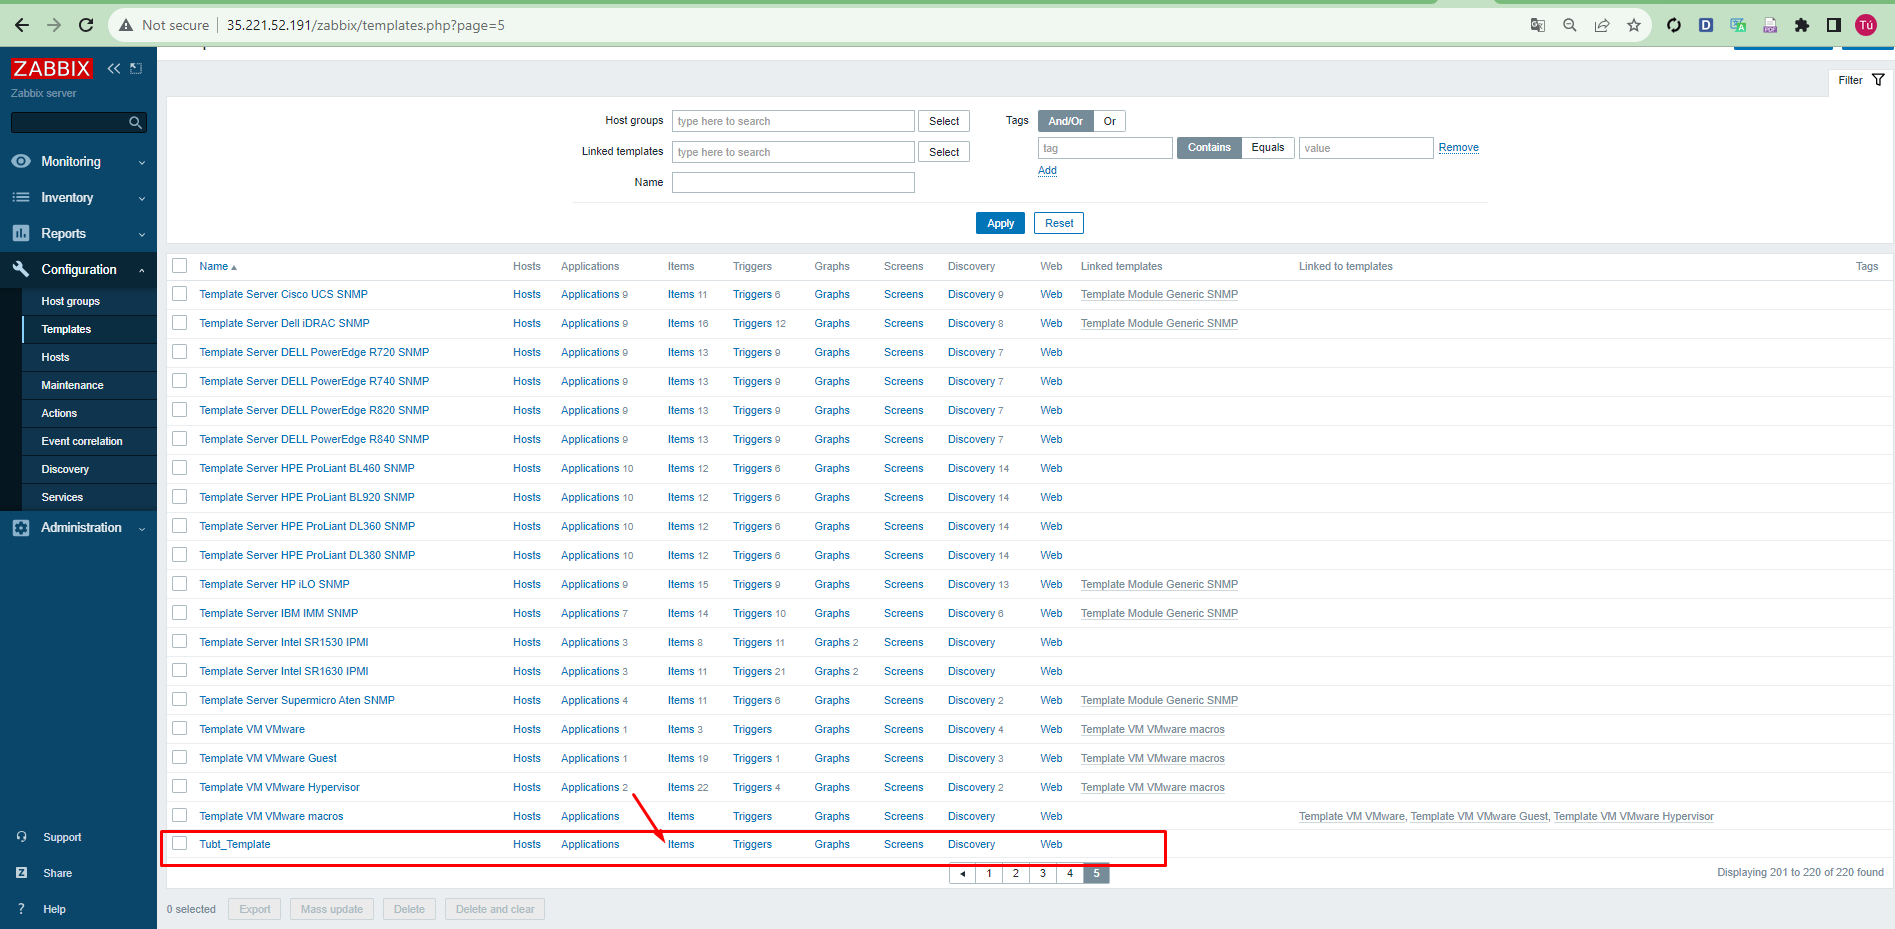 Not secure 35.221.52.191/zabbix/templates.php?page=5 Tú
ZABBIX
Zabbix server
Filter
Monitoring
Inventory
Reports
Configuration
Host groups
Templates
Hosts
Maintenance
Actions
Event correlation
Discovery
Services
Administration
Support
Share
Help
Host groups type here to search Select Tags And/Or Or
Linked templates type here to search Select tag Contains Equals value Remove
Add
Name
Apply Reset
Name Hosts Applications Items Triggers Graphs Screens Discovery Web Linked templates Linked to templates Tags
Template Server Cisco UCS SNMP Hosts Applications 9 Items 11 Triggers 6 Graphs Screens Discovery 9 Web Template Module Generic SNMP
Template Server Dell iDRAC SNMP Hosts Applications 9 Items 16 Triggers 12 Graphs Screens Discovery 8 Web Template Module Generic SNMP
Template Server DELL PowerEdge R720 SNMP Hosts Applications 9 Items 13 Triggers 9 Graphs Screens Discovery 7 Web
Template Server DELL PowerEdge R740 SNMP Hosts Applications 9 Items 13 Triggers 9 Graphs Screens Discovery 7 Web
Template Server DELL PowerEdge R820 SNMP Hosts Applications 9 Items 13 Triggers 9 Graphs Screens Discovery 7 Web
Template Server DELL PowerEdge R840 SNMP Hosts Applications 9 Items 13 Triggers 9 Graphs Screens Discovery 7 Web
Template Server HPE ProLiant BL460 SNMP Hosts Applications 10 Items 12 Triggers 6 Graphs Screens Discovery 14 Web
Template Server HPE ProLiant BL920 SNMP Hosts Applications 10 Items 12 Triggers 6 Graphs Screens Discovery 14 Web
Template Server HPE ProLiant DL360 SNMP Hosts Applications 10 Items 12 Triggers 6 Graphs Screens Discovery 14 Web
Template Server HPE ProLiant DL380 SNMP Hosts Applications 10 Items 12 Triggers 6 Graphs Screens Discovery 14 Web
Template Server HP iLO SNMP Hosts Applications 9 Items 15 Triggers 9 Graphs Screens Discovery 13 Web Template Module Generic SNMP
Template Server IBM IMM SNMP Hosts Applications 7 Items 14 Triggers 10 Graphs Screens Discovery 6 Web Template Module Generic SNMP
Template Server Intel SR1530 IPMI Hosts Applications 3 Items 8 Triggers 11 Graphs 2 Screens Discovery Web
Template Server Intel SR1630 IPMI Hosts Applications 3 Items 11 Triggers 21 Graphs 2 Screens Discovery Web
Template Server Supermicro Aten SNMP Hosts Applications 4 Items 11 Triggers 6 Graphs Screens Discovery 2 Web Template Module Generic SNMP
Template VM VMware Hosts Applications 1 Items 3 Triggers Graphs Screens Discovery 4 Web Template VM VMware macros
Template VM VMware Guest Hosts Applications 1 Items 19 Triggers 1 Graphs Screens Discovery 3 Web Template VM VMware macros
Template VM VMware Hypervisor Hosts Applications 2 Items 22 Triggers 4 Graphs Screens Discovery 2 Web Template VM VMware macros
Template VM VMware macros Hosts Applications Items Triggers Graphs Screens Discovery Web Template VM VMware, Template VM VMware Guest, Template VM VMware Hypervisor
Tubt_Template Hosts Applications Items Triggers Graphs Screens Discovery Web
1 2 3 4 5 Displaying 201 to 220 of 220 found
0 selected Export Mass update Delete Delete and clear